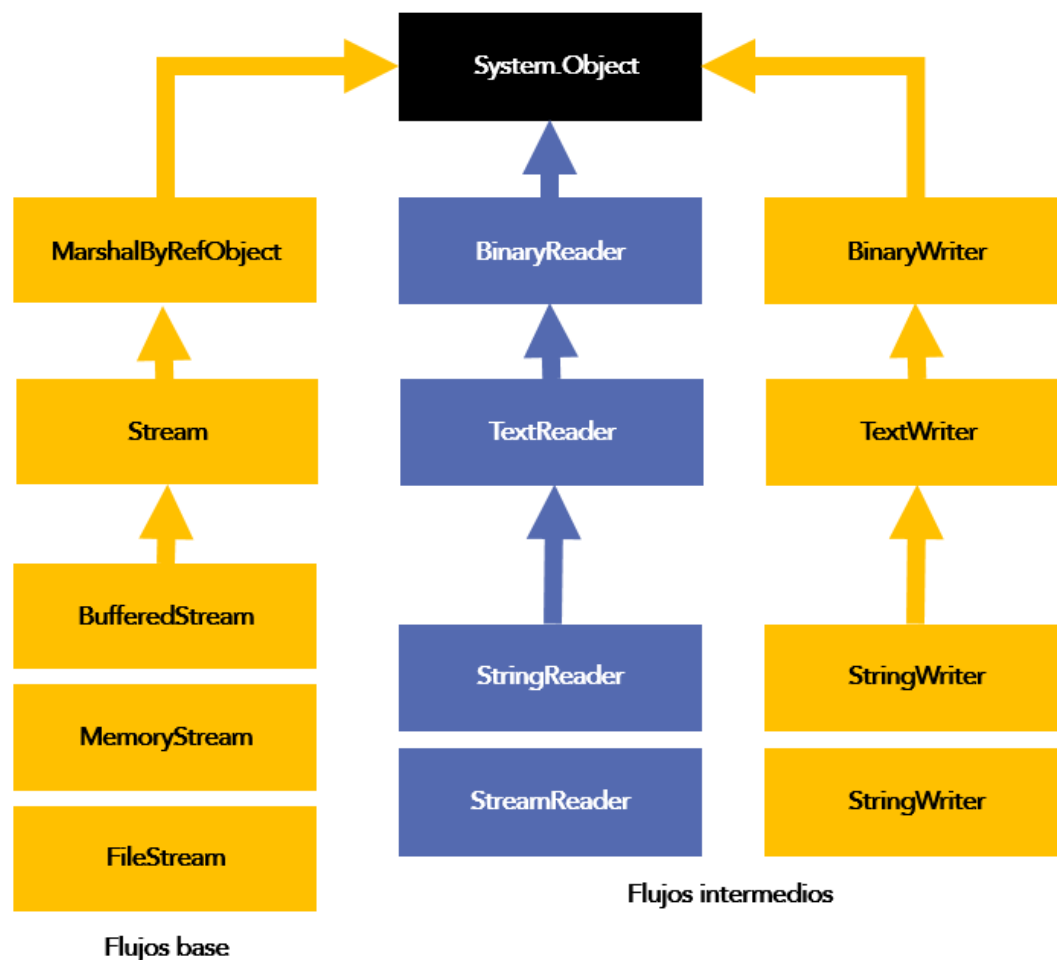 System.Object
MarshalByRefObject
BinaryReader
BinaryWriter
Stream
TextReader
TextWriter
BufferedStream
StringReader
StringWriter
MemoryStream
StreamReader
StringWriter
FileStream
Flujos intermedios
Flujos base